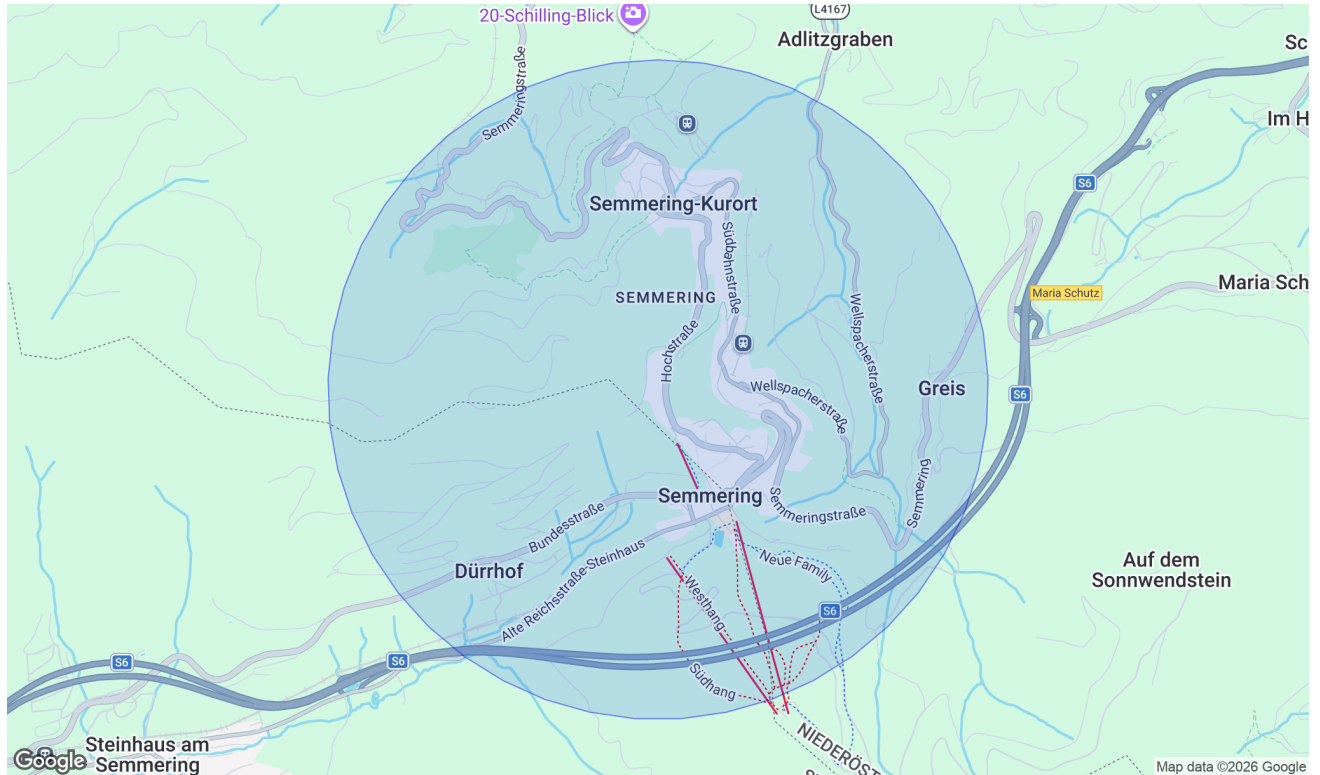 20-Schilling-Blick
L4167
Adlitzgraben
Sc
Semmeringstraße
Im H
S6
Semmering-Kurort
Südbahnstraße
Maria Sch
Maria Schutz
SEMMERING
Hochstraße
Wellspacherstraße
Wellspacherstraße
Greis
S6
Semmering
Semmeringstraße
Semmering
Bundesstraße
Alte Reichsstraße-Steinhaus
Neue Family
Dürrhof
Auf dem
Sonnwendstein
Westhang
S6
S6
S6
Südhang
NIEDERÖST
Steinhaus am
Semmering
Google
Map data ©2026 Google